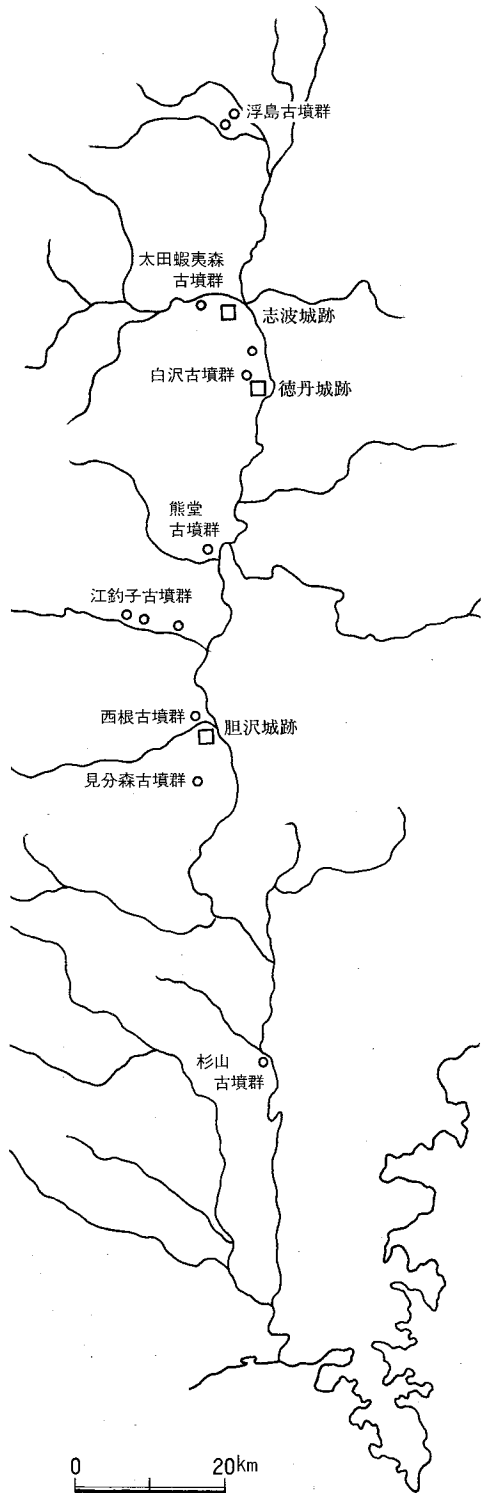 浮島古墳群
太田蝦夷森
古墳群
志波城跡
白沢古墳群
徳丹城跡
熊堂
古墳群
江釣子古墳群
西根古墳群
胆沢城跡
見分森古墳群
杉山
古墳群
0 20km